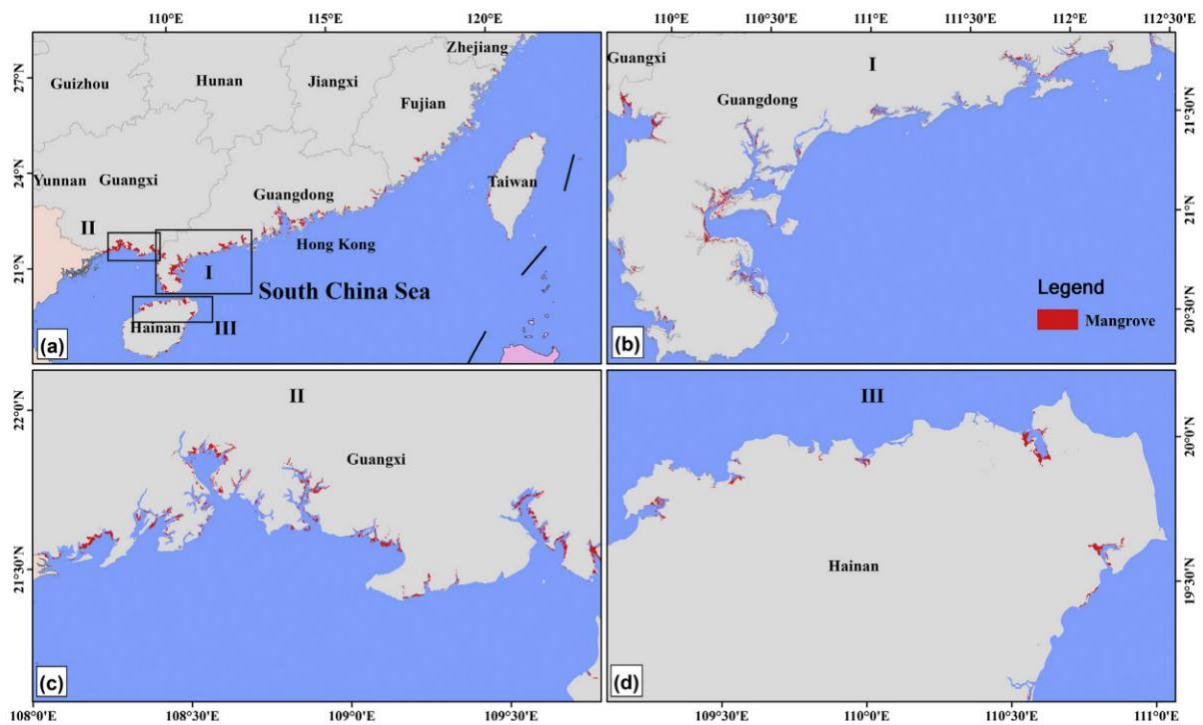 110°E 115°E 120°E
27°N
24°N
21°N
Zhejiang
Guizhou Hunan Jiangxi
Fujian
Yunnan Guangxi
Guangdong
Taiwan
II
Hong Kong
I
South China Sea
Hainan III
(a)
110°E 110°30'E 111°E 111°30'E 112°E 112°30'E
Guangxi I
Guangdong
21°30'N
21°N
20°30'N
Legend
Mangrove
(b)
II
22°0'N
Guangxi
21°30'N
(c)
108°0'E 108°30'E 109°0'E 109°30'E
III
20°0'N
Hainan
19°30'N
(d)
109°30'E 110°0'E 110°30'E 111°0'E